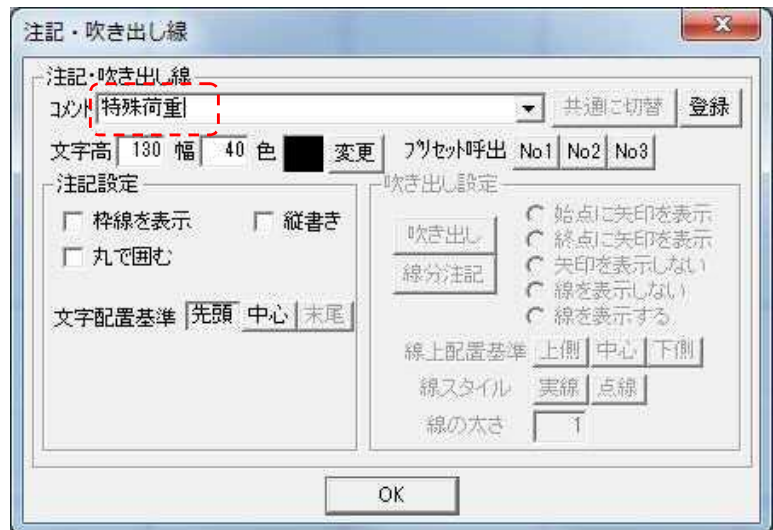 注記・吹き出し線
注記・吹き出し線
コメント 特殊荷重 共通に切替 登録
文字高 130 幅 40 色 変更 プリセット呼出 No1 No2 No3
注記設定
枠線を表示 縦書き
丸で囲む
文字配置基準 先頭 中心 末尾
吹き出し設定
吹き出し
線分注記
始点に矢印を表示
終点に矢印を表示
矢印を表示しない
線を表示しない
線を表示する
線上配置基準 上側 中心 下側
線スタイル 実線 点線
線の太さ 1
OK